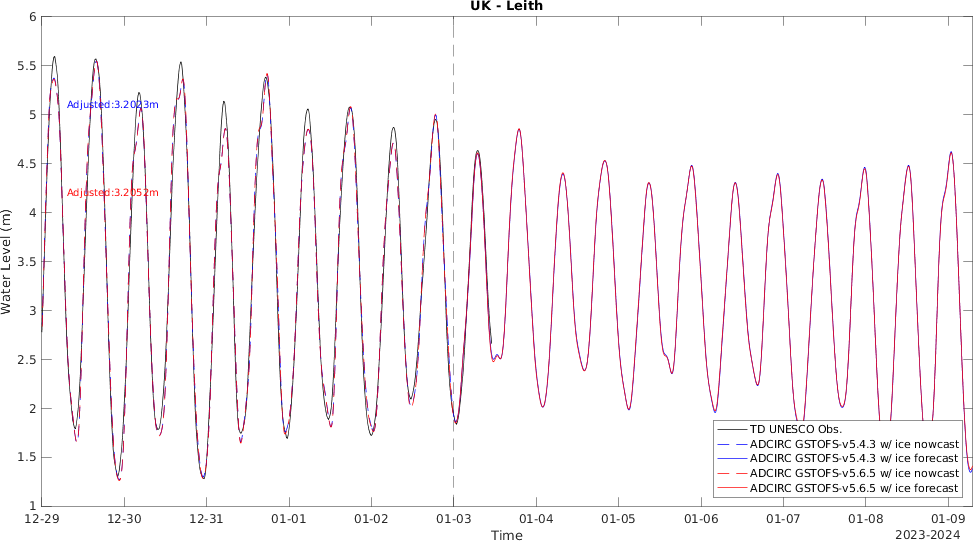 UK - Leith
6
5.5
5
4.5
4
3.5
3
2.5
2
1.5
1
Water Level (m)
Adjusted:3.2023m
Adjusted:3.2052m
TD UNESCO Obs.
ADCIRC GSTOFS-v5.4.3 w/ ice nowcast
ADCIRC GSTOFS-v5.4.3 w/ ice forecast
ADCIRC GSTOFS-v5.6.5 w/ ice nowcast
ADCIRC GSTOFS-v5.6.5 w/ ice forecast
12-29 12-30 12-31 01-01 01-02 01-03 01-04 01-05 01-06 01-07 01-08 01-09
Time
2023-2024